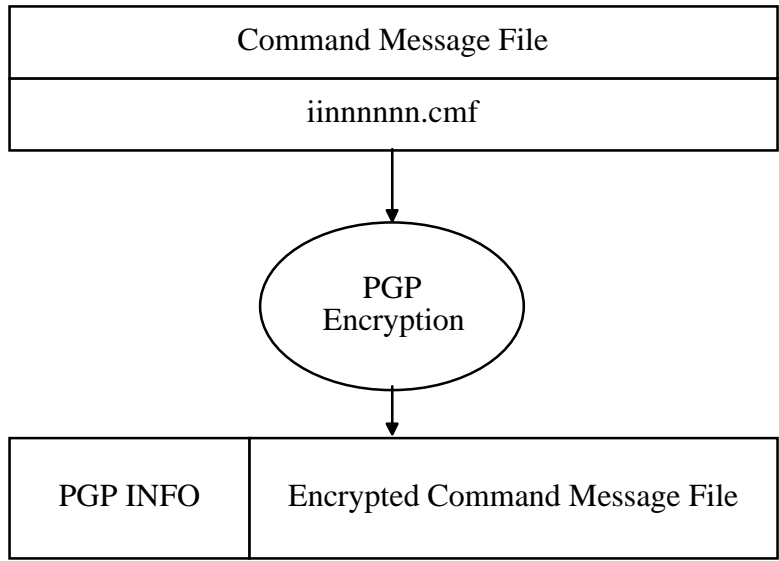 Command Message File
iinnnnnn.cmf
PGP
Encryption
PGP INFO
Encrypted Command Message File